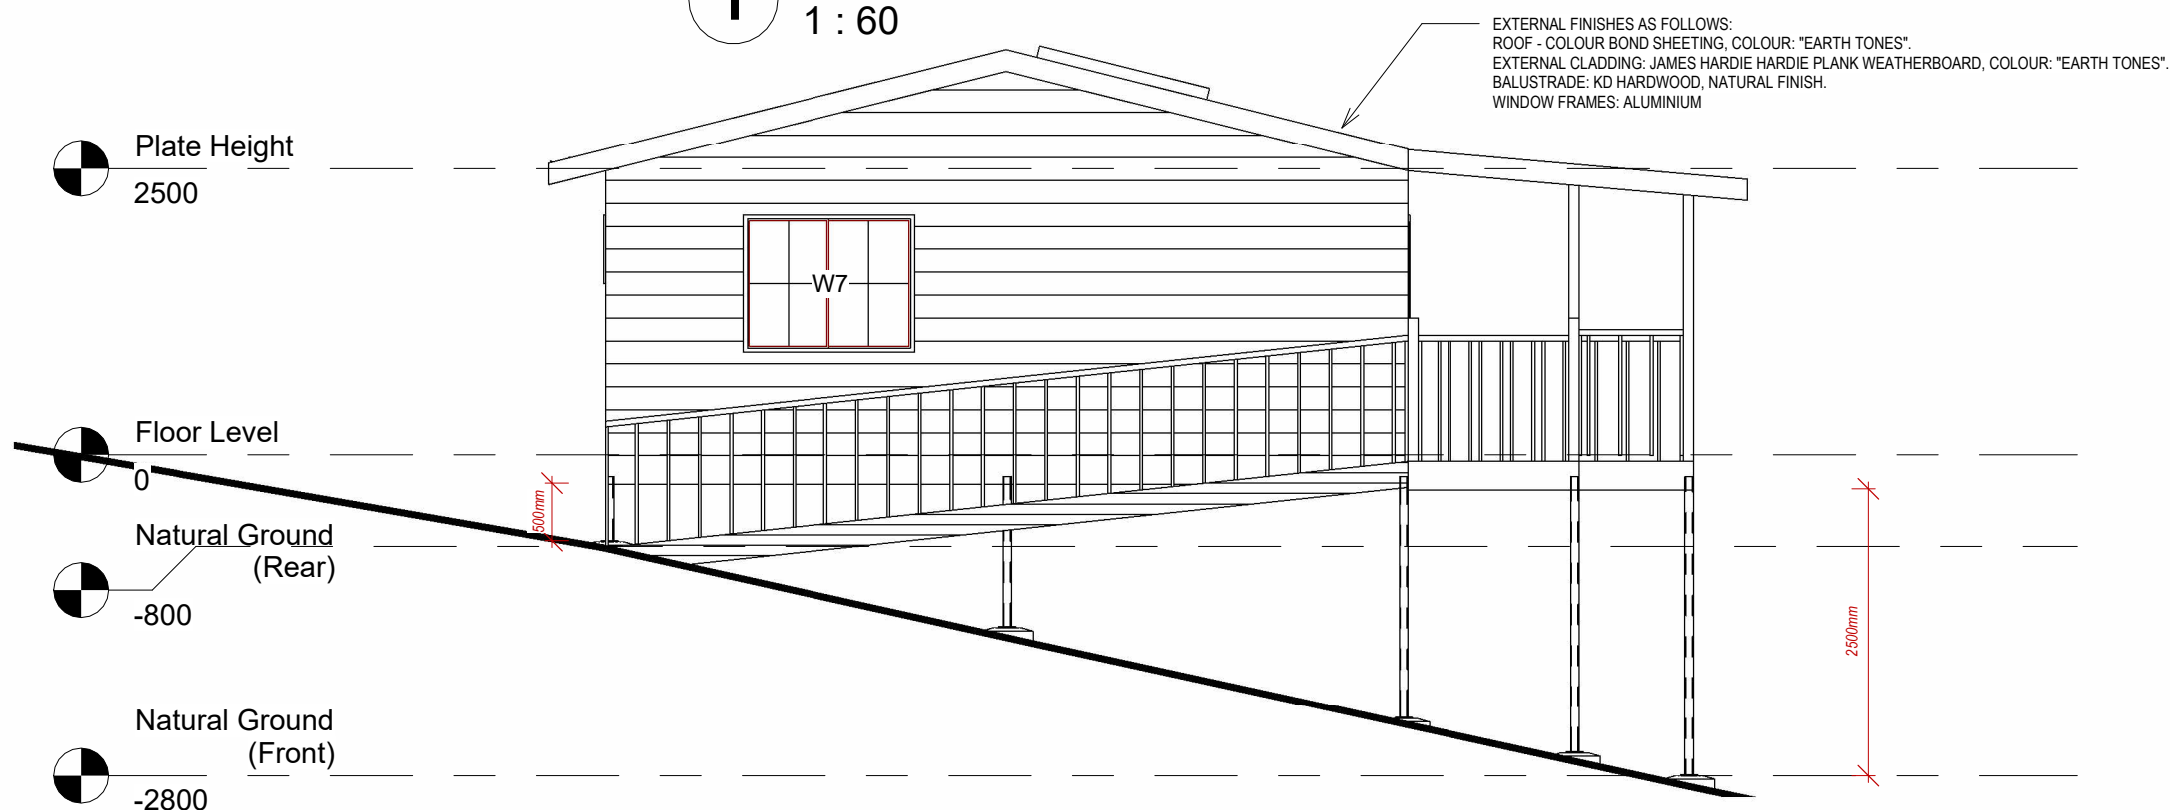 1 : 60
EXTERNAL FINISHES AS FOLLOWS:
ROOF - COLOUR BOND SHEETING, COLOUR: "EARTH TONES".
EXTERNAL CLADDING: JAMES HARDIE HARDIE PLANK WEATHERBOARD, COLOUR: "EARTH TONES".
BALUSTRADE: KD HARDWOOD, NATURAL FINISH.
WINDOW FRAMES: ALUMINIUM
Plate Height
2500
W7
Floor Level
0
500mm
Natural Ground
(Rear)
-800
2500mm
Natural Ground
(Front)
-2800